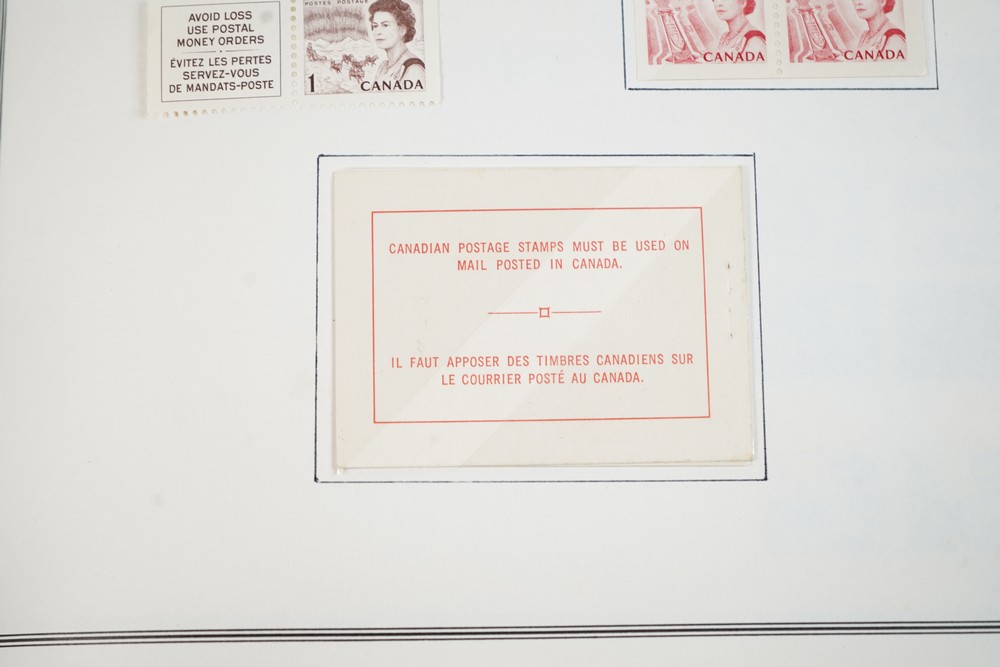 AVOID LOSS
USE POSTAL
MONEY ORDERS
ÉVITEZ LES PERTES
SERVEZ-VOUS
DE MANDATS-POSTE
POSTES POSTAGE
1 CANADA
CANADA
CANADA
CANADIAN POSTAGE STAMPS MUST BE USED ON
MAIL POSTED IN CANADA.
IL FAUT APPOSER DES TIMBRES CANADIENS SUR
LE COURRIER POSTÉ AU CANADA.